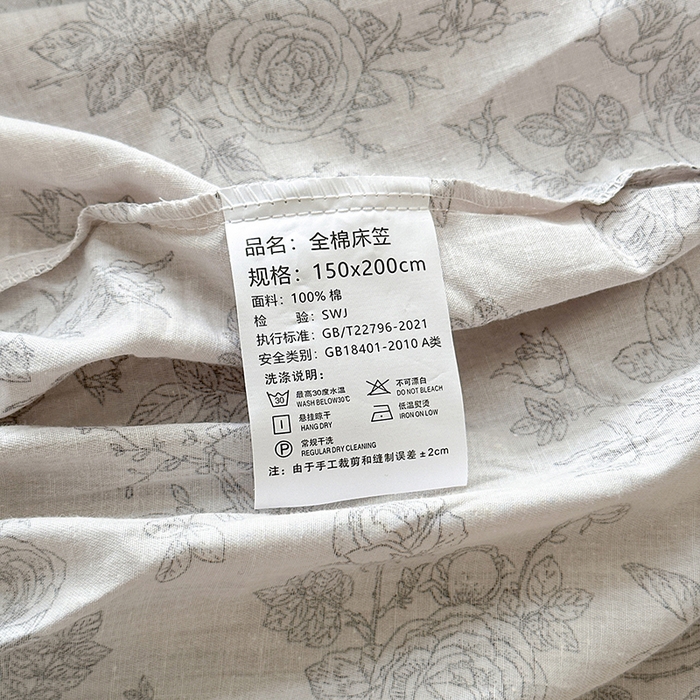 品名：全棉床笠
规格：150x200cm
面料：100% 棉
检 验：SWJ
执行标准：GB/T22796-2021
安全类别：GB18401-2010 A类
洗涤说明：
30 最高30度水温 不可漂白
WASH BELOW30℃ DO NOT BLEACH
悬挂晾干 低温熨烫
HANG DRY IRON ON LOW
P 常规干洗
REGULAR DRY CLEANING
注：由于手工裁剪和缝制误差±2cm